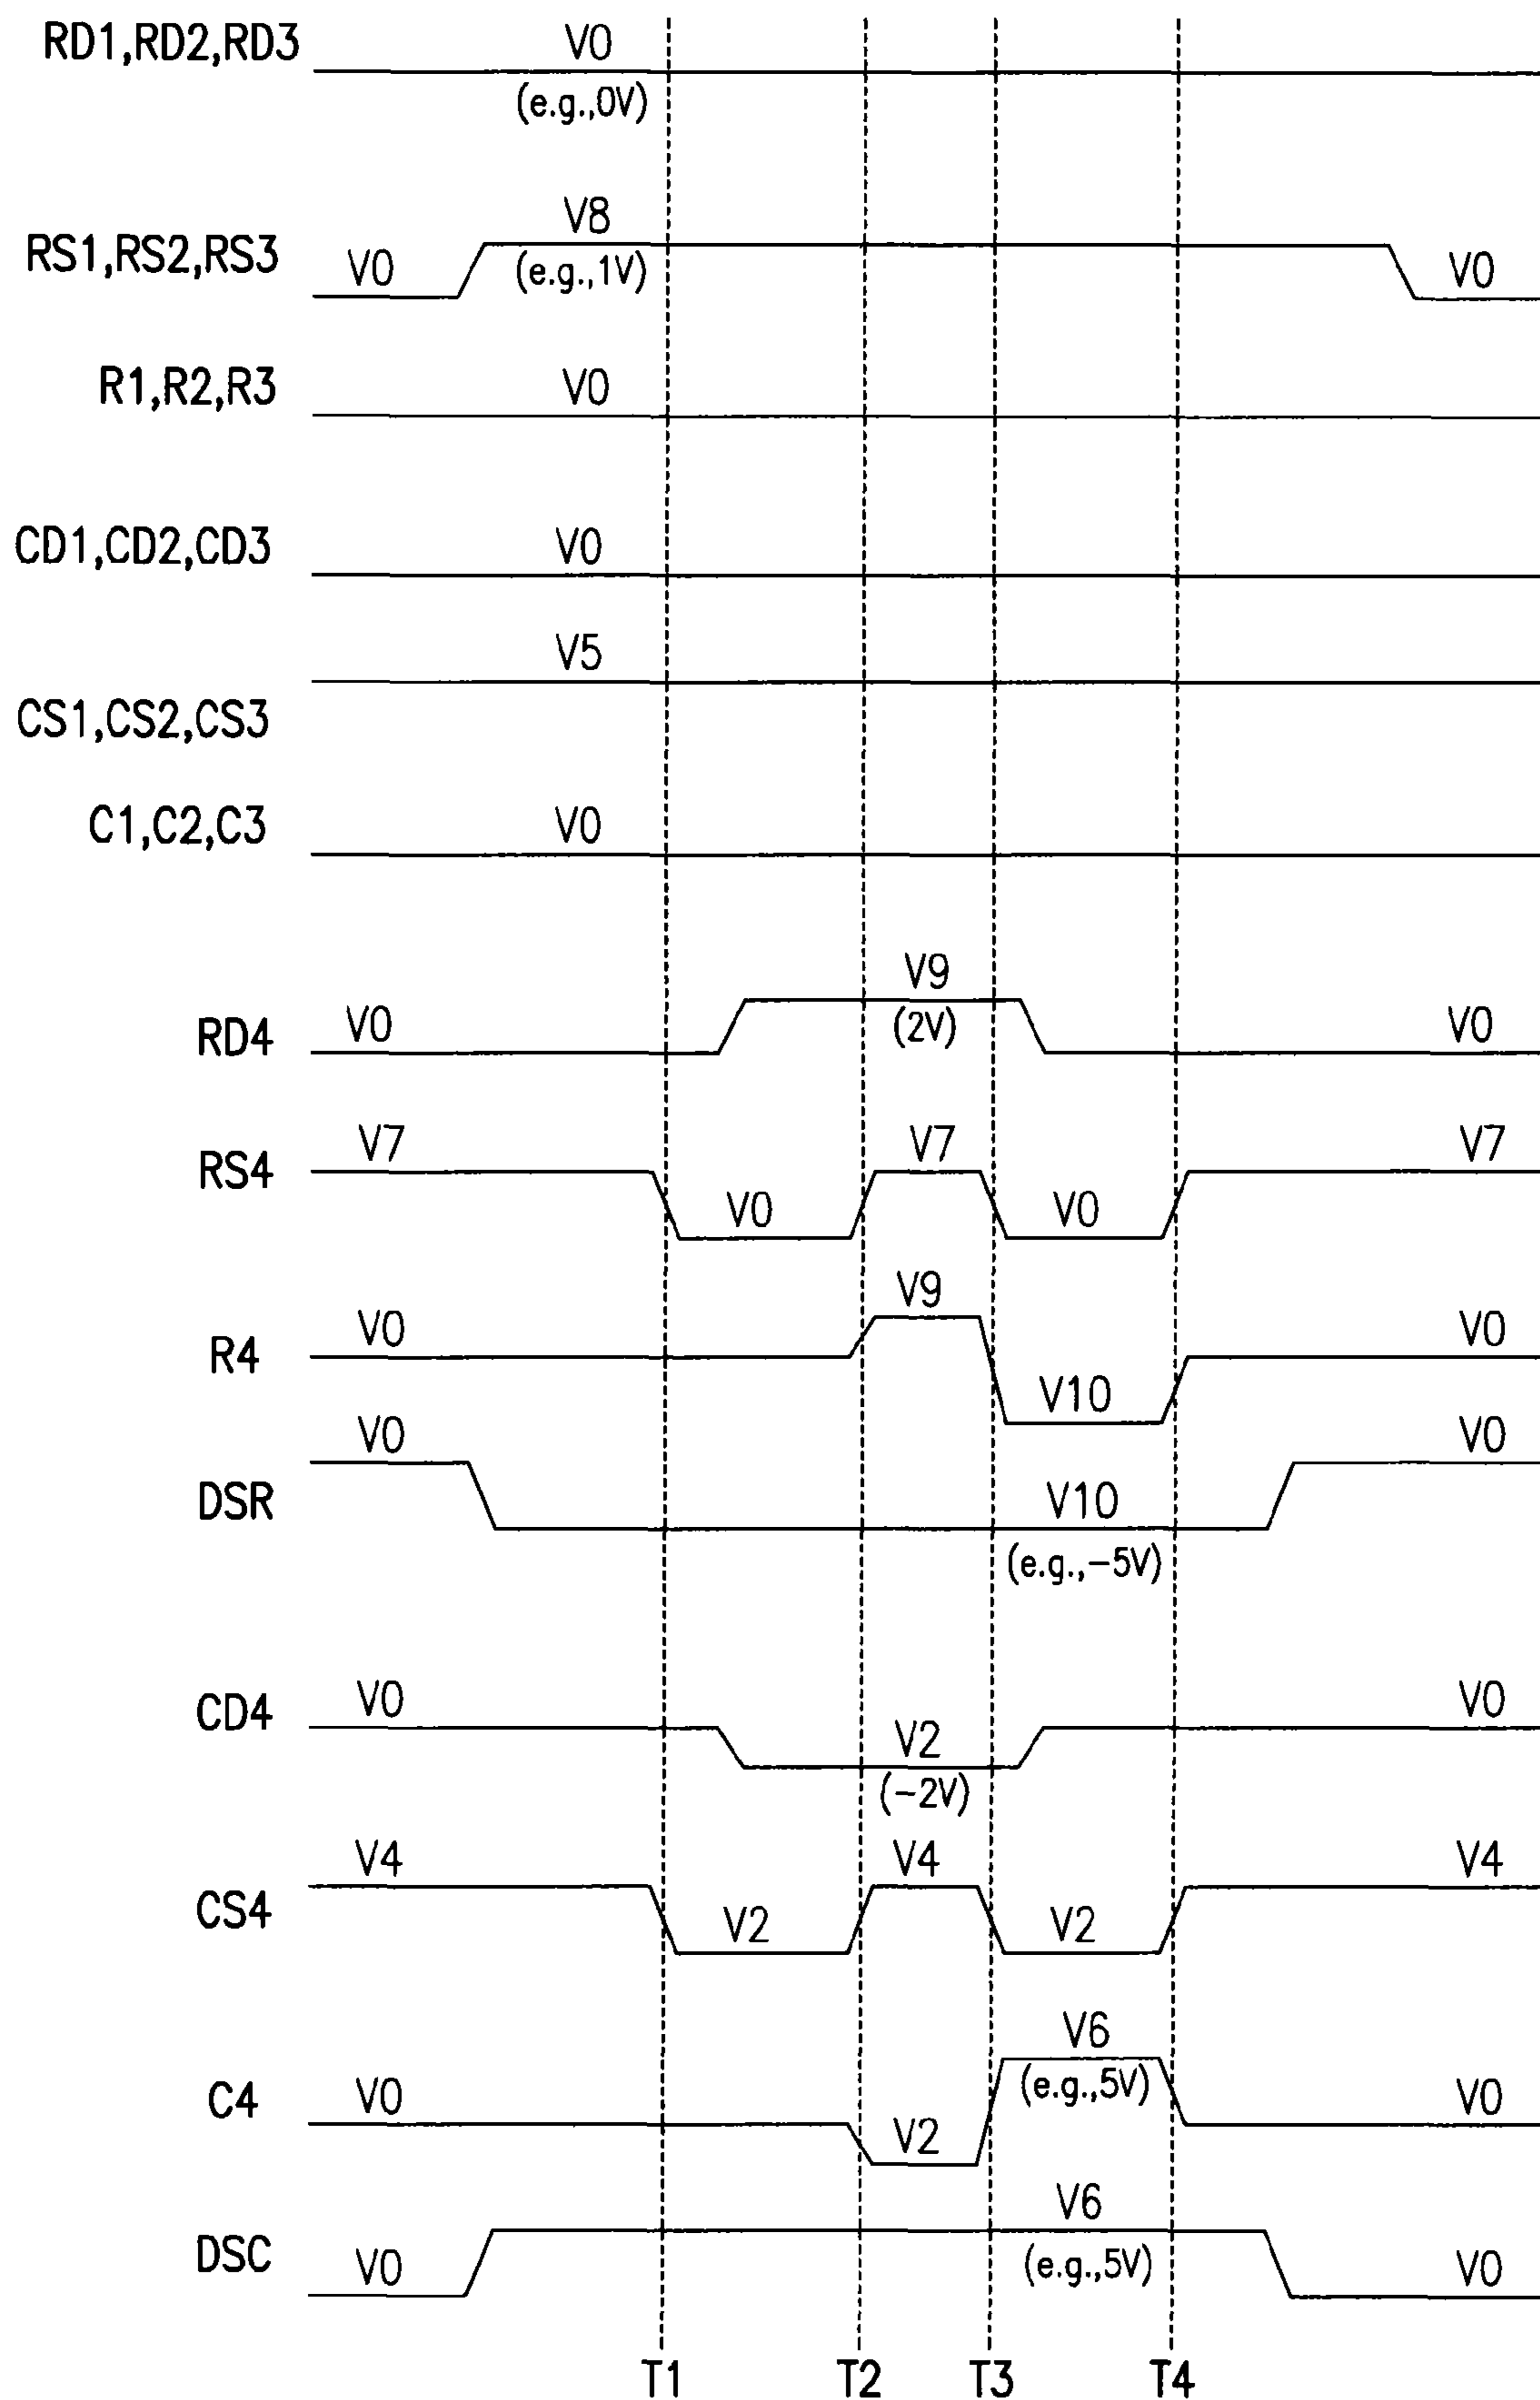 RD1,RD2,RD3 V0
(e.g.,0V)
V8
RS1,RS2,RS3 V0 (e.g.,1V) V0
R1,R2,R3 V0
CD1,CD2,CD3 V0
V5
CS1,CS2,CS3
C1,C2,C3 V0
V9
RD4 V0 (2V) V0
V7 V7 V7
RS4 V0 V0
V9
R4 V0 V0
V10
V0 V0
DSR V10
(e.g.,-5V)
CD4 V0 V0
V2
(-2V)
V4 V4 V4
CS4 V2 V2
V6
(e.g.,5V)
C4 V0 V0
V2
V6
DSC V0 (e.g.,5V) V0
T1 T2 T3 T4